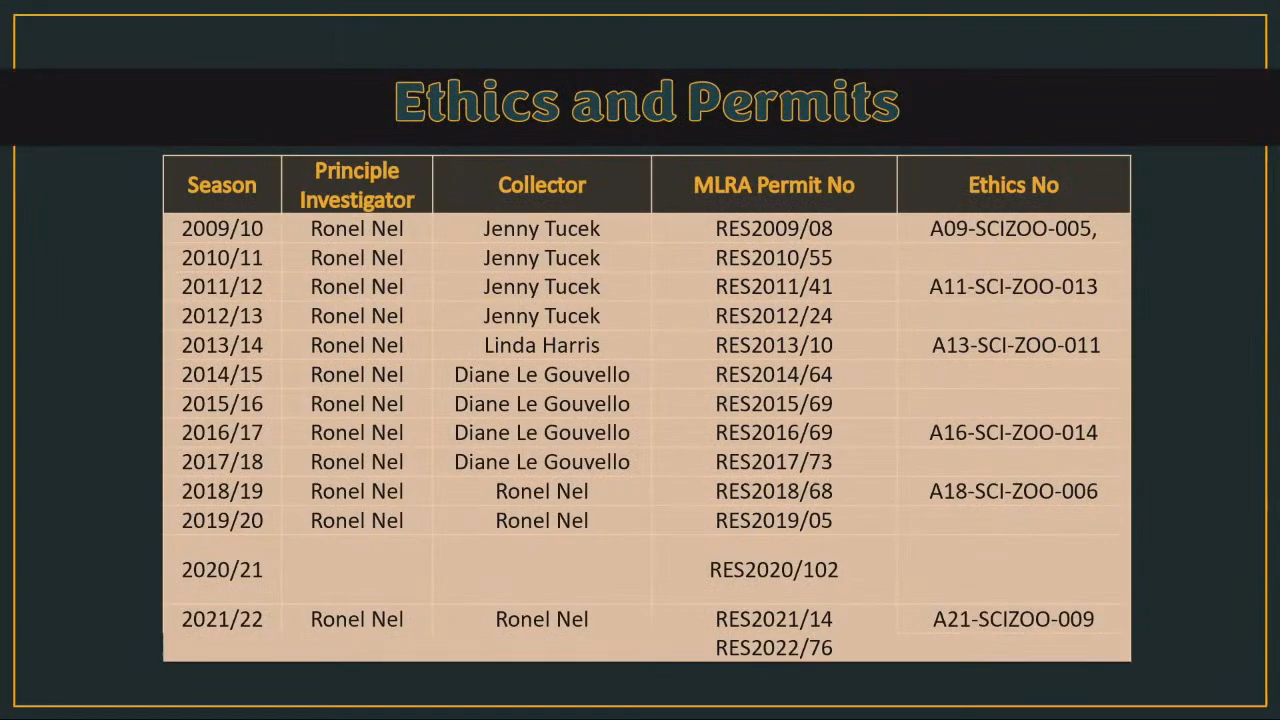 Ethics and Permits
Season Principle Investigator Collector MLRA Permit No Ethics No
2009/10 Ronel Nel Jenny Tucek RES2009/08 A09-SCIZOO-005,
2010/11 Ronel Nel Jenny Tucek RES2010/55
2011/12 Ronel Nel Jenny Tucek RES2011/41 A11-SCI-ZOO-013
2012/13 Ronel Nel Jenny Tucek RES2012/24
2013/14 Ronel Nel Linda Harris RES2013/10 A13-SCI-ZOO-011
2014/15 Ronel Nel Diane Le Gouvello RES2014/64
2015/16 Ronel Nel Diane Le Gouvello RES2015/69
2016/17 Ronel Nel Diane Le Gouvello RES2016/69 A16-SCI-ZOO-014
2017/18 Ronel Nel Diane Le Gouvello RES2017/73
2018/19 Ronel Nel Ronel Nel RES2018/68 A18-SCI-ZOO-006
2019/20 Ronel Nel Ronel Nel RES2019/05
2020/21 RES2020/102
2021/22 Ronel Nel Ronel Nel RES2021/14 A21-SCIZOO-009
RES2022/76